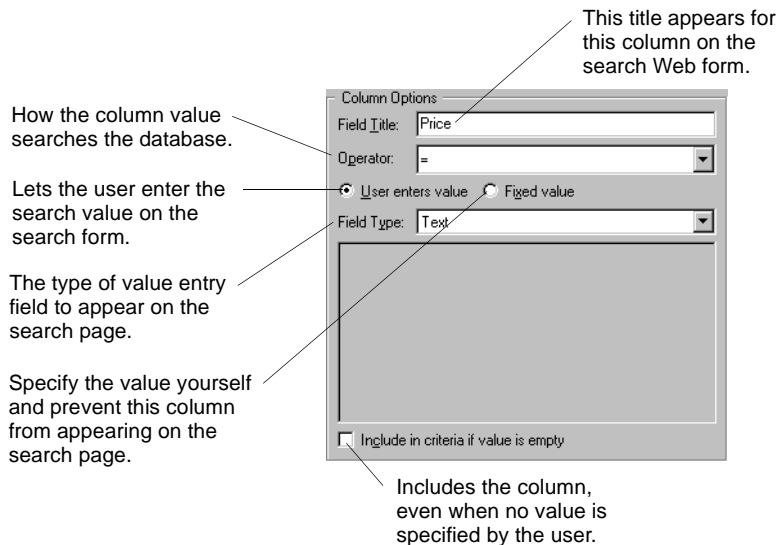 This title appears for
this column on the
search Web form.
How the column value
searches the database.
Lets the user enter the
search value on the
search form.
The type of value entry
field to appear on the
search page.
Specify the value yourself
and prevent this column
from appearing on the
search page.
Column Options
Field Title: Price
Operator: =
User enters value Fixed value
Field Type: Text
Include in criteria if value is empty
Includes the column,
even when no value is
specified by the user.